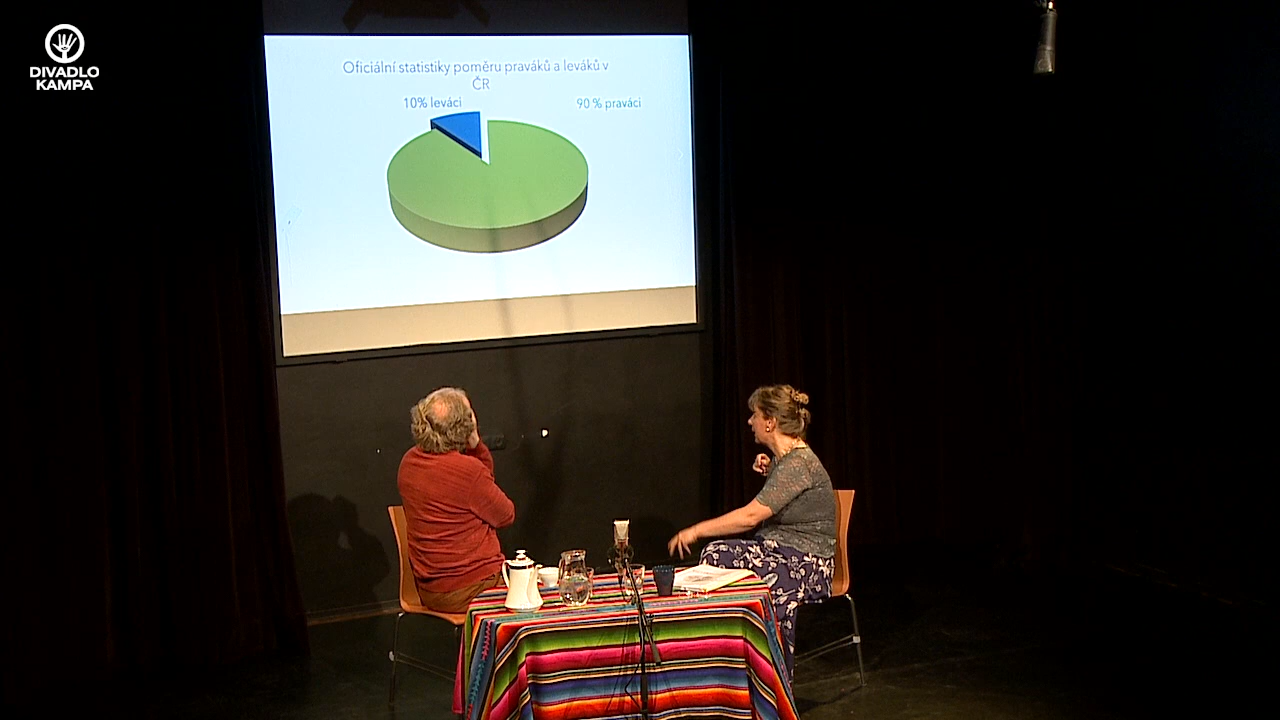 DIVADLO
KAMPA
Oficiální statistiky poměru praváků a leváků v
ČR
10% leváci
90 % praváci